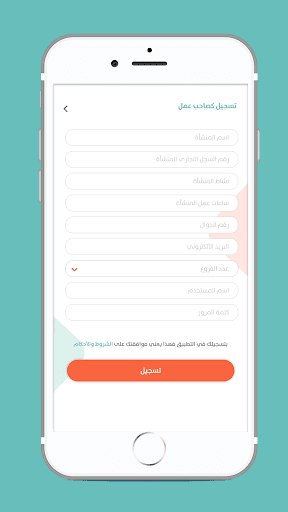 تسجيل كصاحب عمل
اسم المنشأة
رقم السجل التجاري للمنشأة
نشاط المنشأة
ساعات عمل المنشأة
رقم الجوال
البريد الالكتروني
عدد الفروع
اسم المستخدم
كلمة المرور
بتسجيلك في التطبيق فهذا يعني موافقتك على الشروط والأحكام
تسجيل